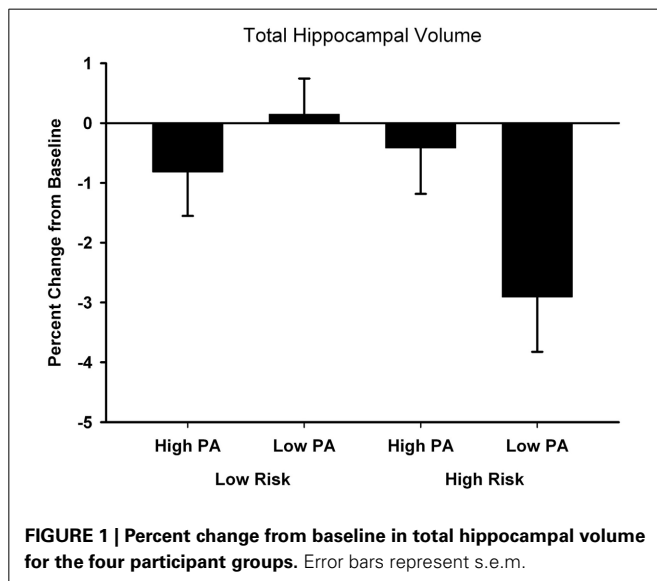 Total Hippocampal Volume
Percent Change from Baseline
1
0
-1
-2
-3
-4
-5
High PA Low PA High PA Low PA
Low Risk High Risk
FIGURE 1 | Percent change from baseline in total hippocampal volume
for the four participant groups. Error bars represent s.e.m.